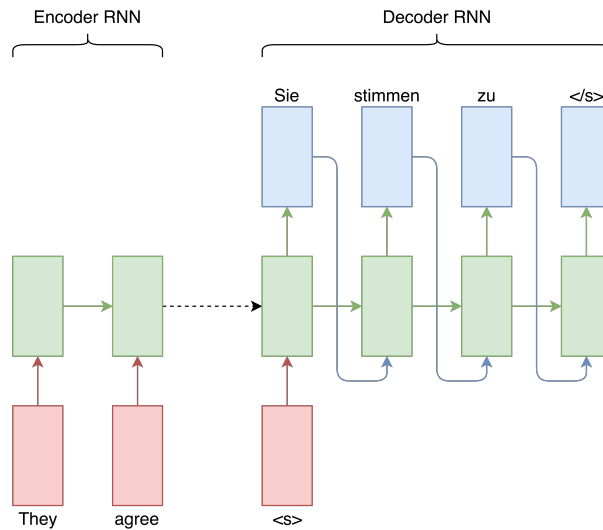 Encoder RNN
Decoder RNN
Sie stimmen zu </s>
They agree <s>